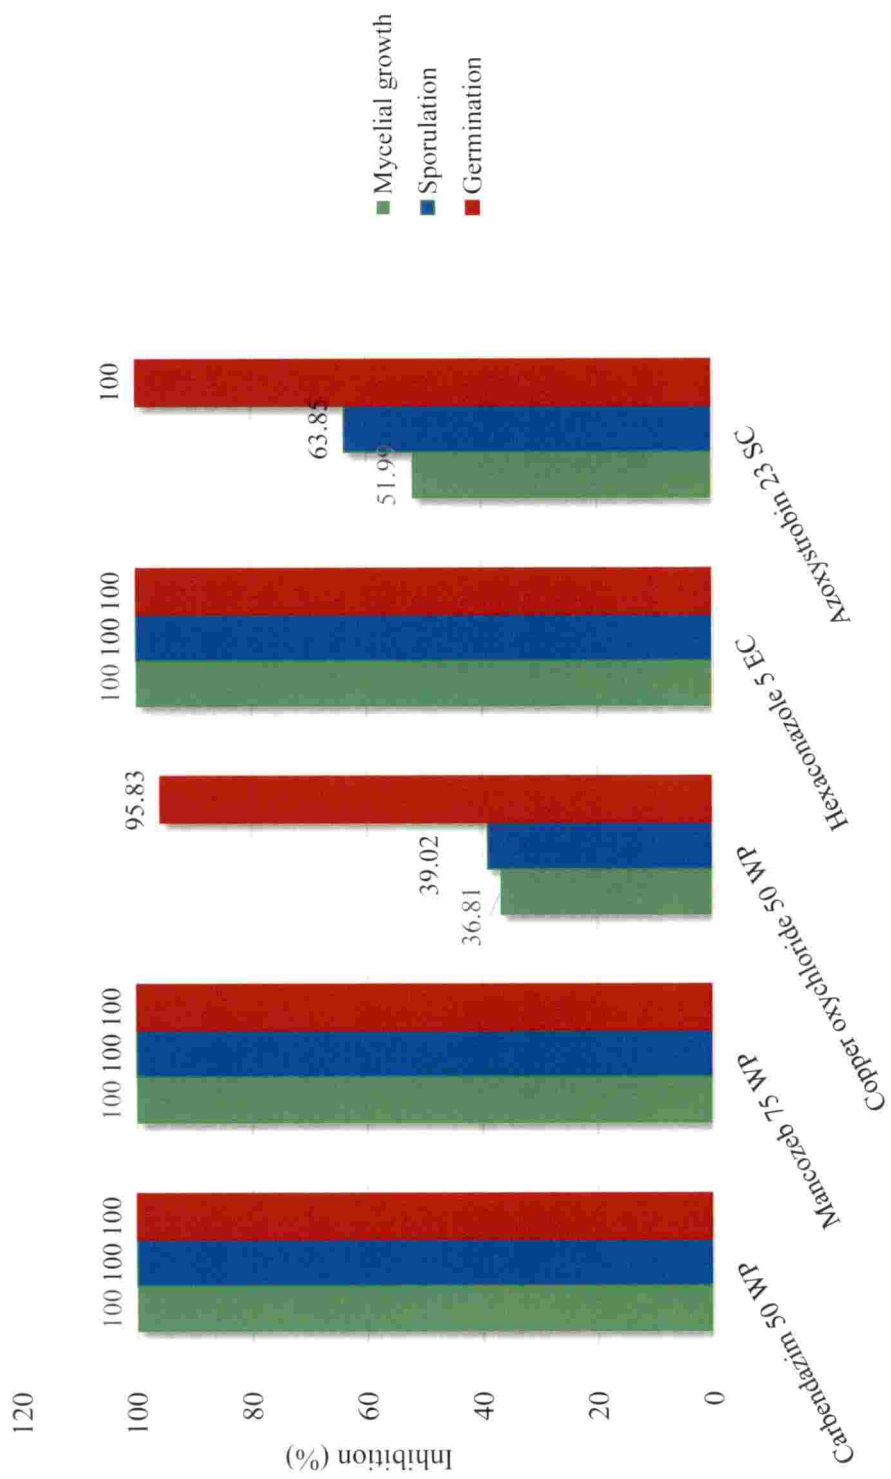 120
100
80
60
40
20
0
Inhibition (%)
100 100 100
100 100 100
36.81
39.02
95.83
100 100 100
51.99
63.85
100
Carbendazim 50 WP
Mancozeb 75 WP
Copper oxychloride 50 WP
Hexaconazole 5 EC
Azoxystrobin 23 SC
Mycelial growth
Sporulation
Germination